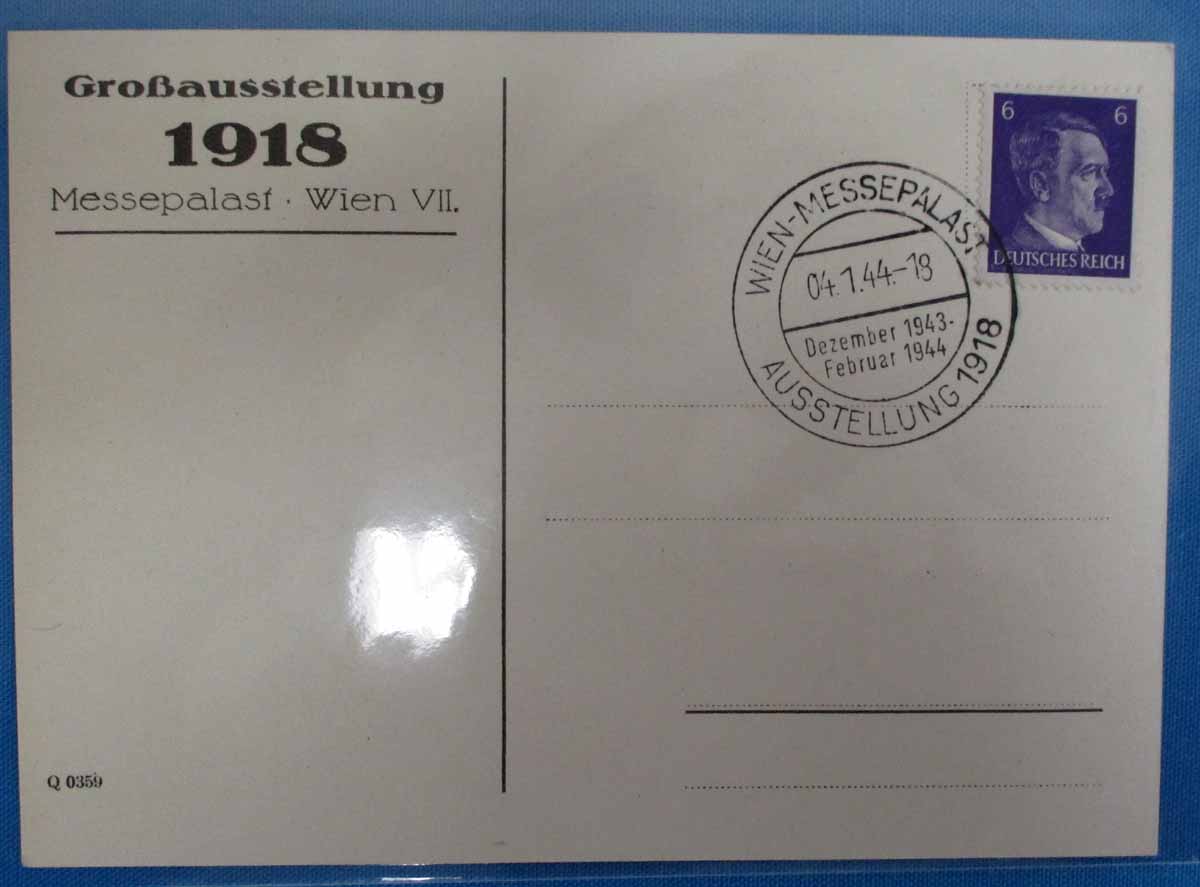 Großausstellung
1918
Messepalast · Wien VII.
6 6
DEUTSCHES REICH
WIEN-MESSEPALAST
04.1.44.-18
Dezember 1943-
Februar 1944
AUSSTELLUNG 1918
Q 0359